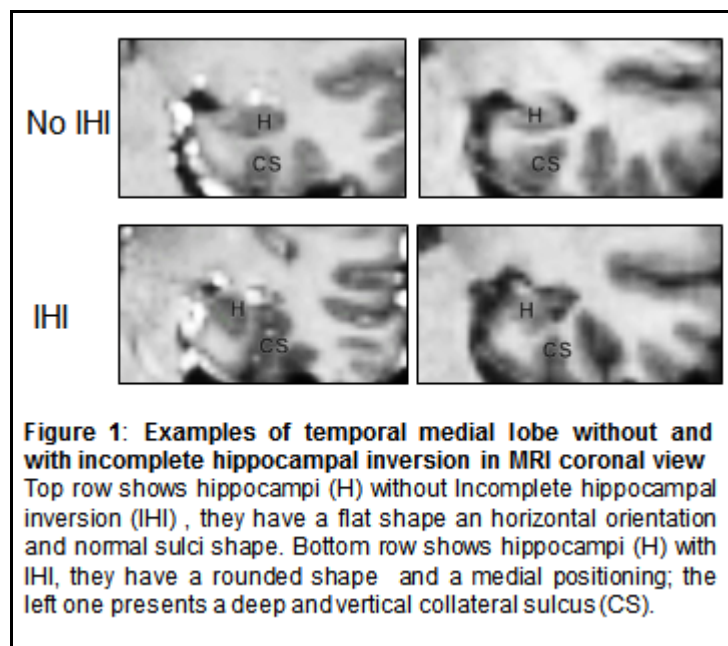 No IHI
H
CS
H
CS
IHI
H
CS
H
CS
Figure 1: Examples of temporal medial lobe without and
with incomplete hippocampal inversion in MRI coronal view
Top row shows hippocampi (H) without Incomplete hippocampal
inversion (IHI) , they have a flat shape an horizontal orientation
and normal sulci shape. Bottom row shows hippocampi (H) with
IHI, they have a rounded shape and a medial positioning; the
left one presents a deep and vertical collateral sulcus (CS).